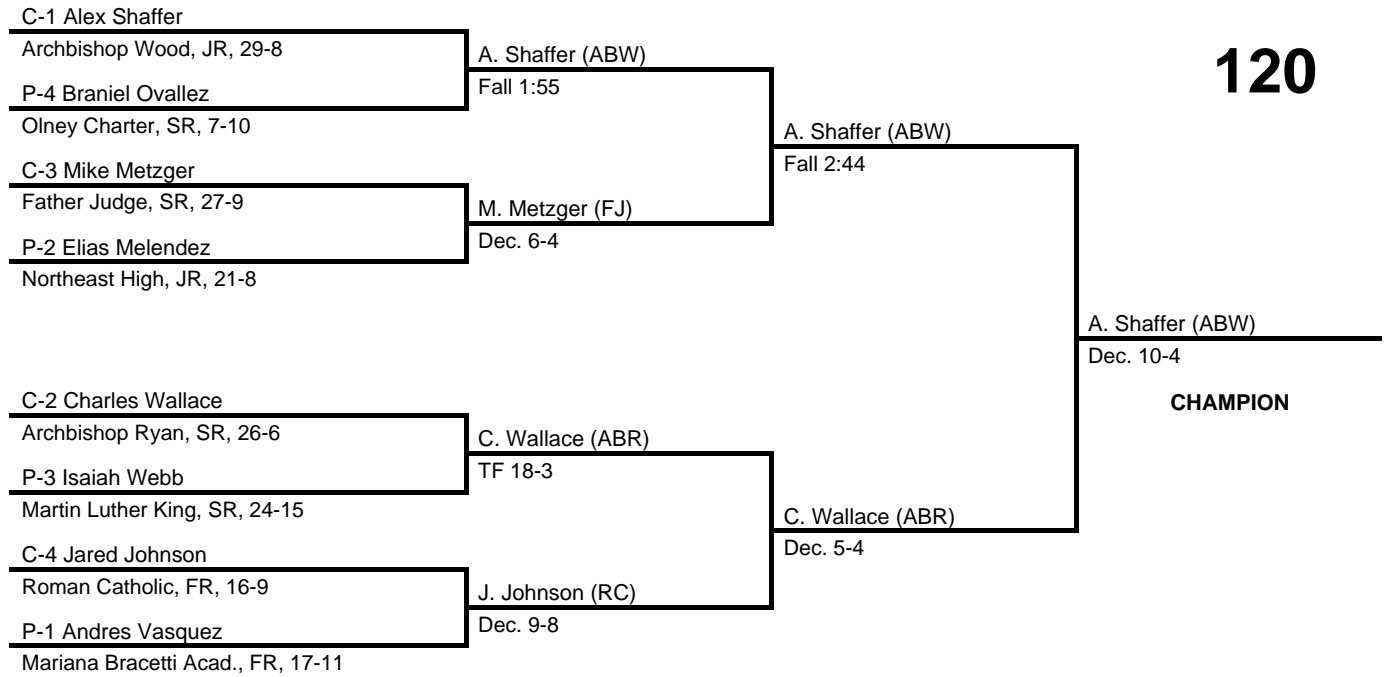 C-1 Alex Shaffer
Archbishop Wood, JR, 29-8
A. Shaffer (ABW)
Fall 1:55
120
P-4 Braniel Ovallez
Olney Charter, SR, 7-10
A. Shaffer (ABW)
Fall 2:44
C-3 Mike Metzger
Father Judge, SR, 27-9
M. Metzger (FJ)
Dec. 6-4
P-2 Elias Melendez
Northeast High, JR, 21-8
A. Shaffer (ABW)
Dec. 10-4
CHAMPION
C-2 Charles Wallace
Archbishop Ryan, SR, 26-6
C. Wallace (ABR)
TF 18-3
P-3 Isaiah Webb
Martin Luther King, SR, 24-15
C. Wallace (ABR)
Dec. 5-4
C-4 Jared Johnson
Roman Catholic, FR, 16-9
J. Johnson (RC)
Dec. 9-8
P-1 Andres Vasquez
Mariana Bracetti Acad., FR, 17-11